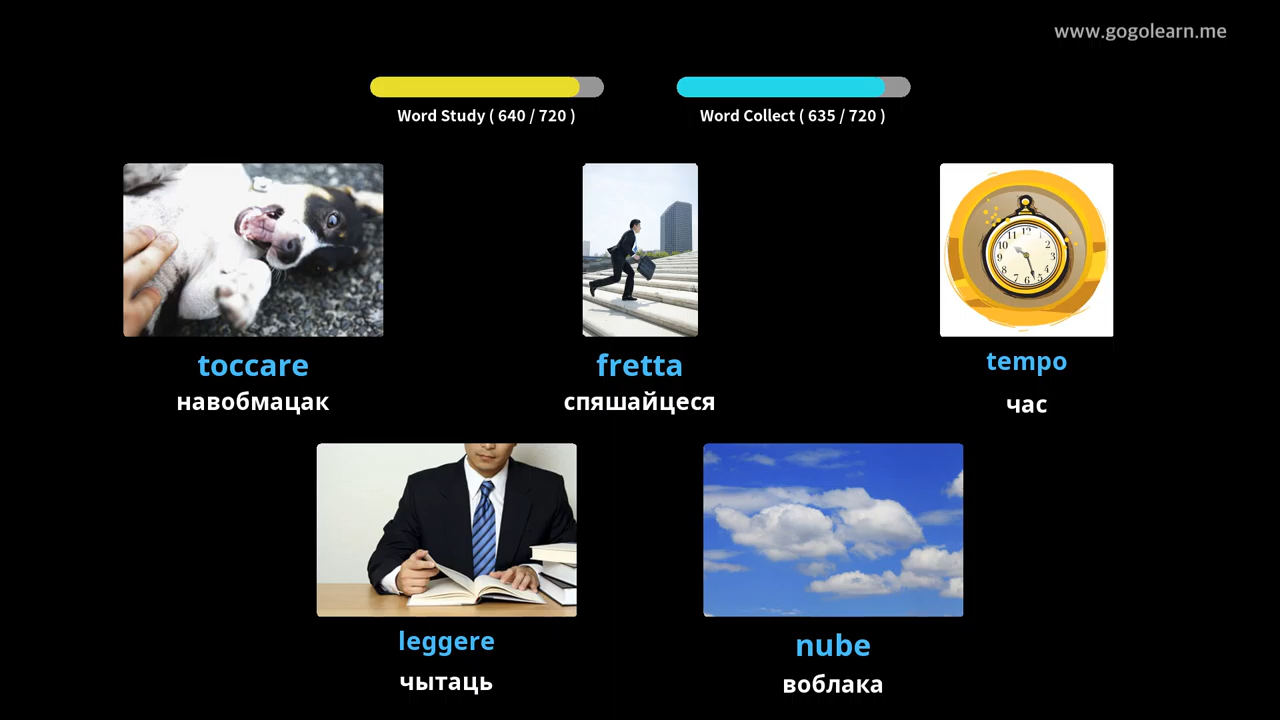 www.gogolearn.me
Word Study ( 640 / 720 )
Word Collect ( 635 / 720 )
toccare
навобмацак
fretta
спяшайцеся
tempo
час
leggere
чытаць
nube
воблака